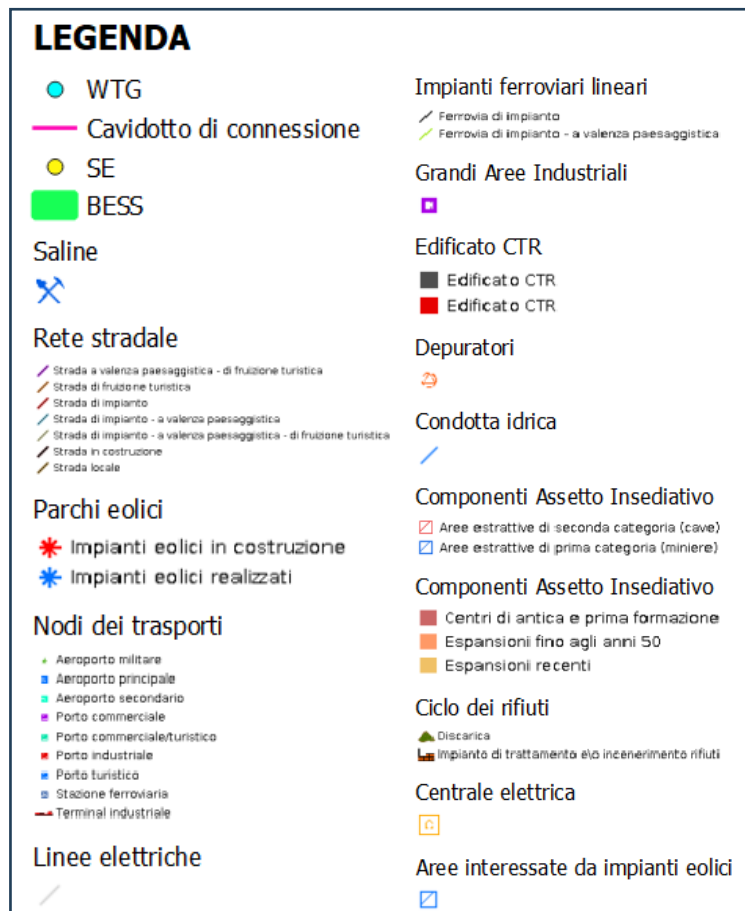 LEGENDA
WTG
Cavidotto di connessione
SE
BESS
Saline
Rete stradale
Strada a valenza paesaggistica - di fruizione turistica
Strada di fruizione turistica
Strada di impianto
Strada di impianto - a valenza paesaggistica
Strada di impianto - a valenza paesaggistica - di fruizione turistica
Strada in costruzione
Strada locale
Parchi eolici
Impianti eolici in costruzione
Impianti eolici realizzati
Nodi dei trasporti
Aeroporto militare
Aeroporto principale
Aeroporto secondario
Porto commerciale
Porto commerciale/turistico
Porto industriale
Porto turistico
Stazione ferroviaria
Terminal industriale
Linee elettriche
Impianti ferroviari lineari
Ferrovia di impianto
Ferrovia di impianto - a valenza paesaggistica
Grandi Aree Industriali
Edificato CTR
Edificato CTR
Edificato CTR
Depuratori
Condotta idrica
Componenti Assetto Insediativo
Aree estrattive di seconda categoria (cave)
Aree estrattive di prima categoria (miniere)
Componenti Assetto Insediativo
Centri di antica e prima formazione
Espansioni fino agli anni 50
Espansioni recenti
Ciclo dei rifiuti
Discarica
Impianto di trattamento e\o incenerimento rifiuti
Centrale elettrica
Aree interessate da impianti eolici